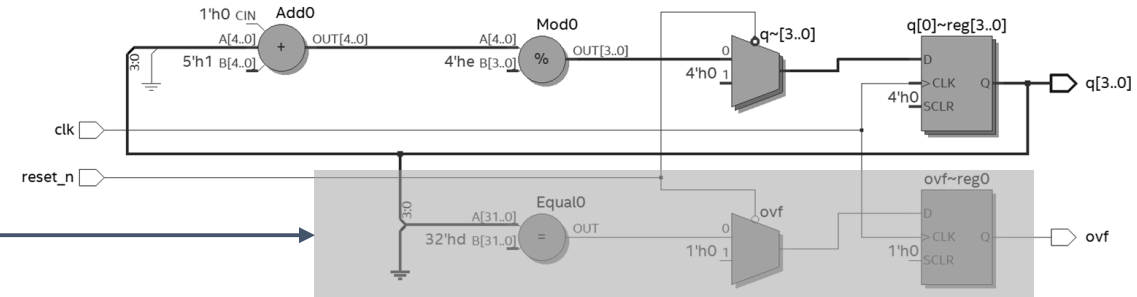 1'h0 CIN
Add0
A[4..0]
OUT[4..0]
5'h1 B[4..0]
3:0
Mod0
A[4..0]
OUT[3..0]
4'he B[3..0]
%
+
q~[3..0]
0
4'h0 1
q[0]~reg[3..0]
D
>CLK
Q
4'h0 SCLR
q[3..0]
clk
reset_n
3:0
Equal0
A[31..0]
OUT
32'hd B[31..0]
=
ovf
0
1'h0 1
ovf~reg0
D
>CLK
Q
1'h0 SCLR
ovf